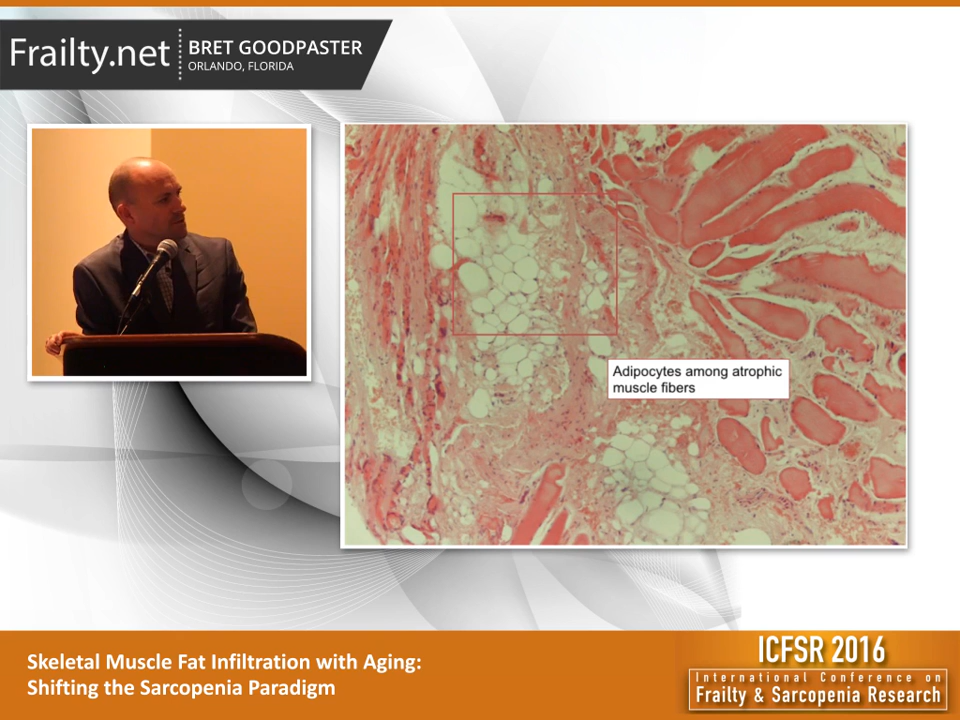 Frailty.net
BRET GOODPASTER
ORLANDO, FLORIDA
Adipocytes among atrophic
muscle fibers
Skeletal Muscle Fat Infiltration with Aging:
Shifting the Sarcopenia Paradigm
ICFSR 2016
International Conference on
Frailty & Sarcopenia Research